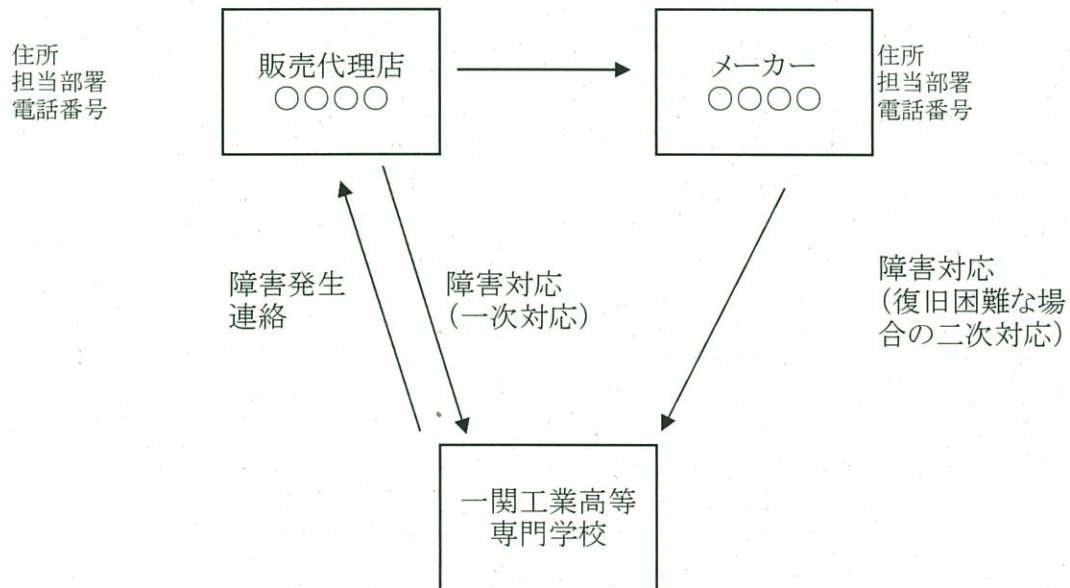 住所
担当部署
電話番号
販売代理店
○○○○
メーカー
○○○○
住所
担当部署
電話番号
障害発生
連絡
障害対応
(一次対応)
障害対応
(復旧困難な場
合の二次対応)
一関工業高等
専門学校